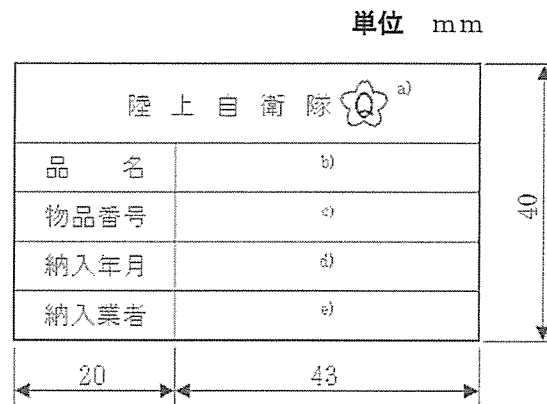 単位 mm
陸上自衛隊 Q a)
品名 b)
物品番号 c)
納入年月 d)
納入業者 e)
40
20 43